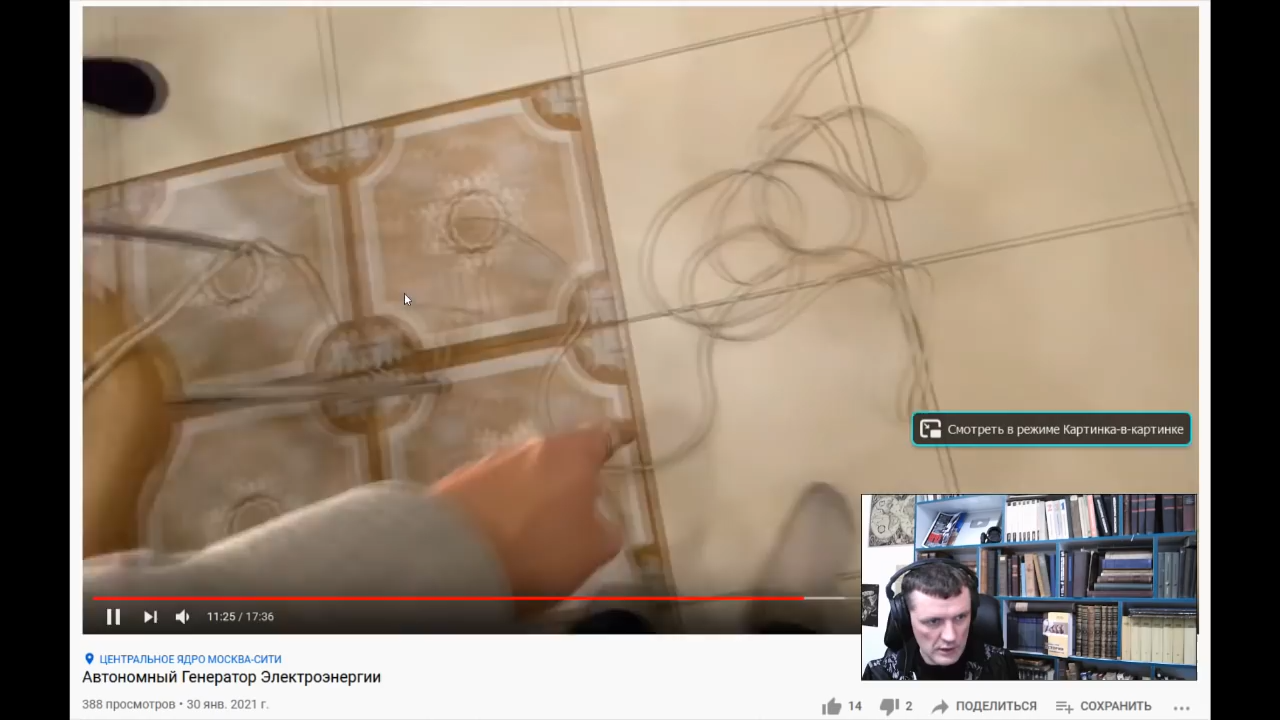 Смотреть в режиме Картинка-в-картинке
11:25 / 17:36
ЦЕНТРАЛЬНОЕ ЯДРО МОСКВА-СИТИ
Автономный Генератор Электроэнергии
388 просмотров • 30 янв. 2021 г.
14
2
ПОДЕЛИТЬСЯ
СОХРАНИТЬ